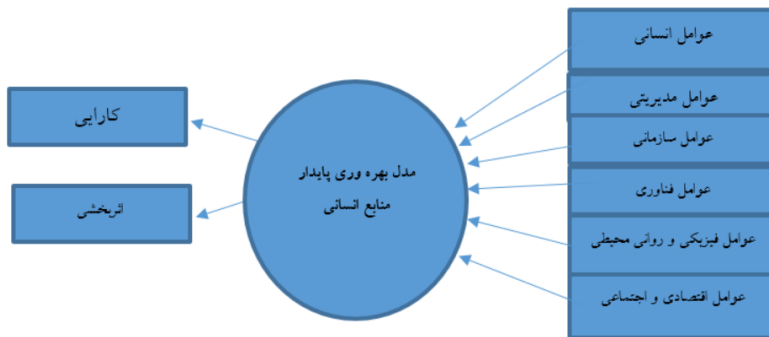 عوامل انسانی
عوامل مدیریتی
عوامل سازمانی
عوامل فناوری
عوامل فیزیکی و روانی محیطی
عوامل اقتصادی و اجتماعی
مدل بهره وری پایدار
منابع انسانی
کارایی
اثربخشی